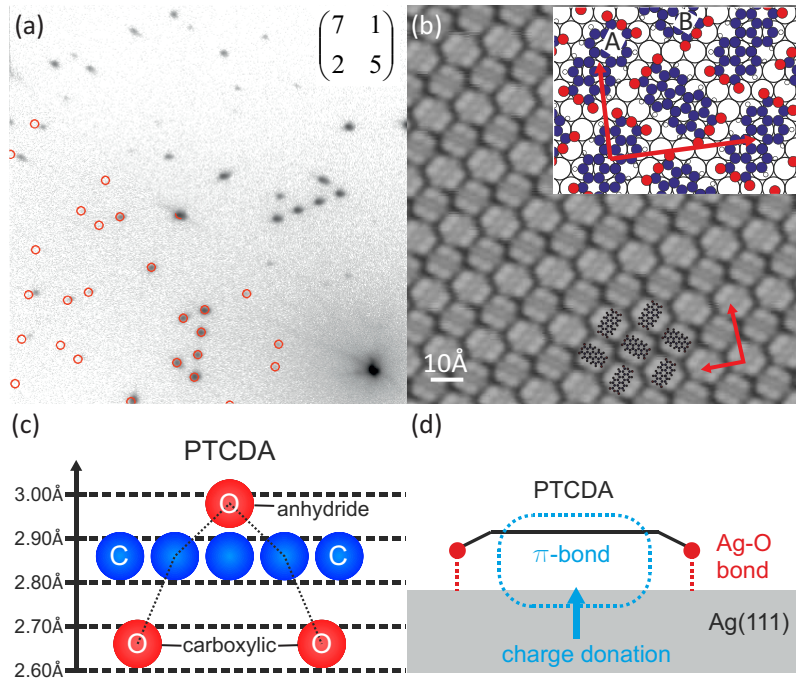 (a)
7 1
2 5
(b)
A
B
10Å
(c)
PTCDA
3.00Å
2.90Å
2.80Å
2.70Å
2.60Å
O
anhydride
C
C
O
carboxylic
O
(d)
PTCDA
π-bond
Ag-O
bond
Ag(111)
charge donation